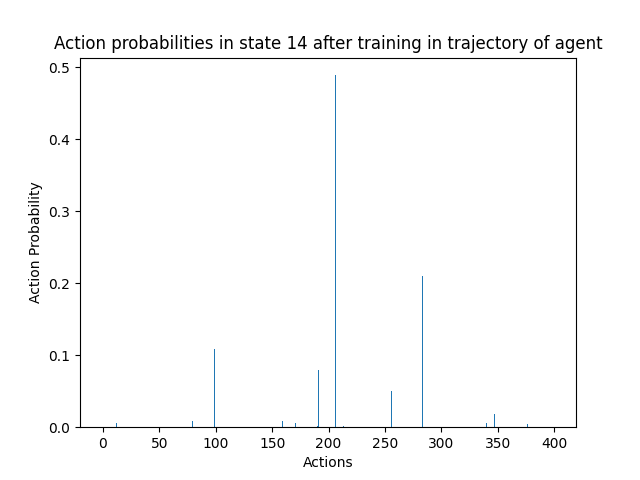 Action probabilities in state 14 after training in trajectory of agent
0.5
0.4
0.3
0.2
0.1
0.0
Action Probability
0 50 100 150 200 250 300 350 400
Actions